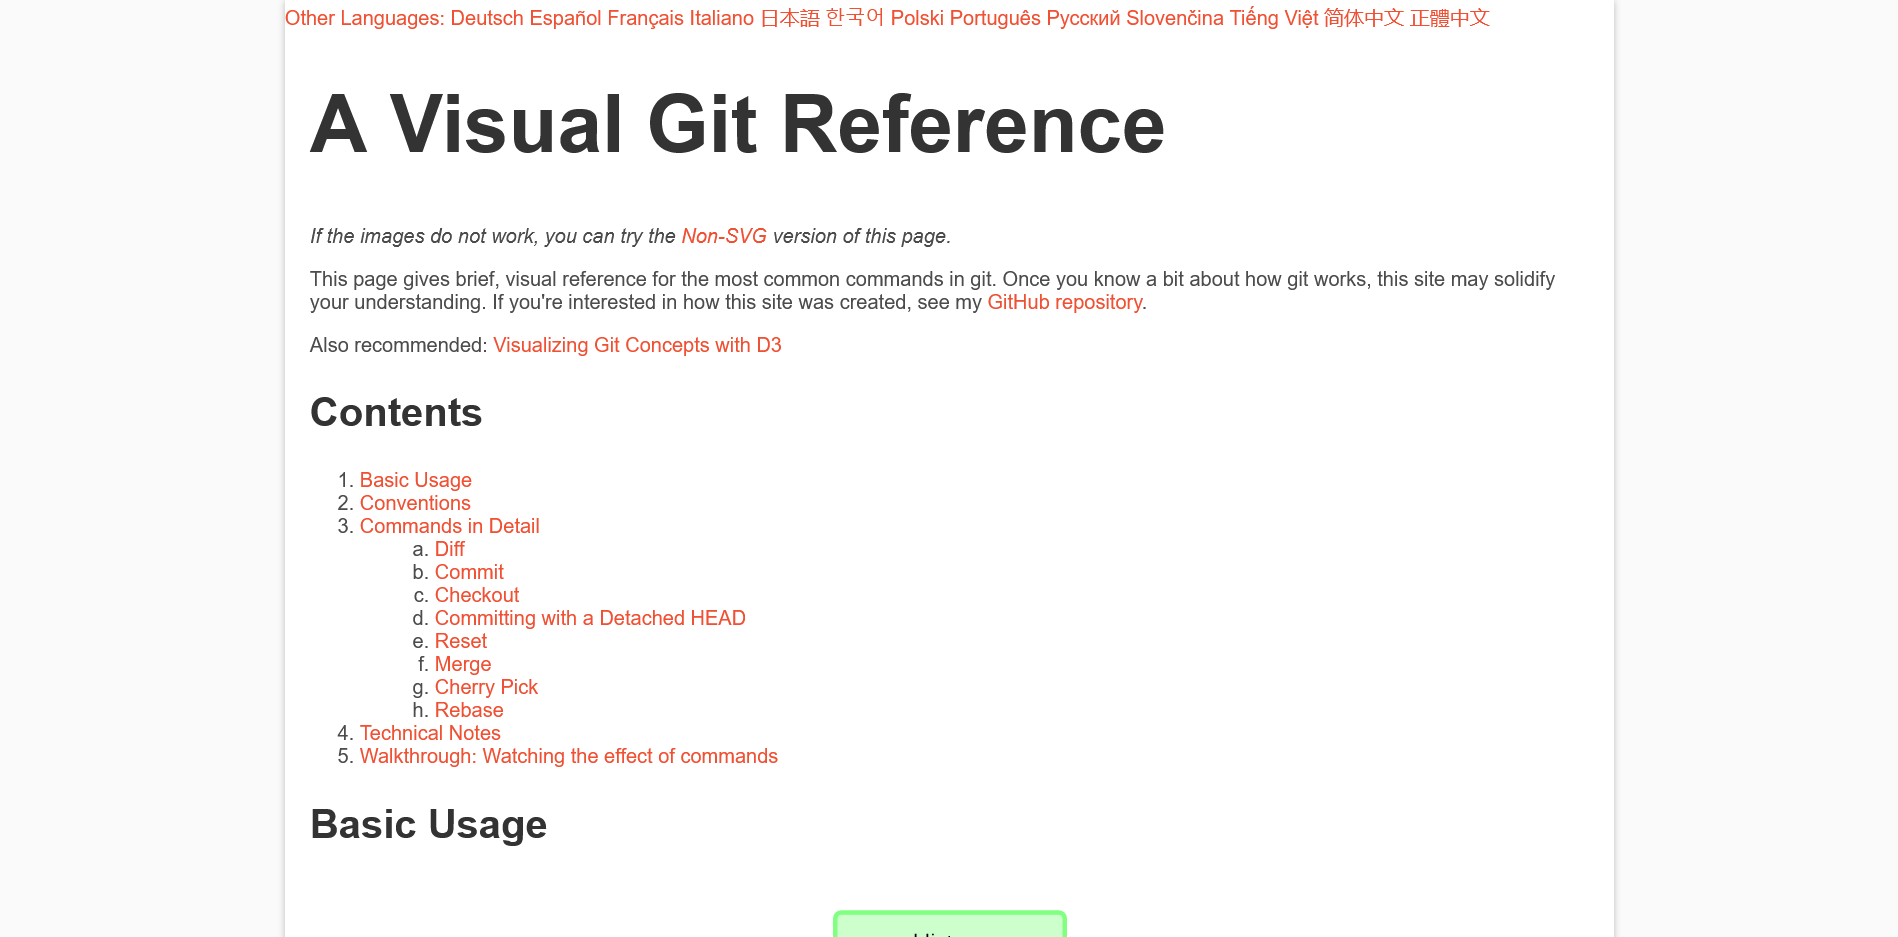 Other Languages: Deutsch Español Français Italiano 日本語 한국어 Polski Português Русский Slovenčina Tiếng Việt 简体中文 正體中文
A Visual Git Reference
If the images do not work, you can try the Non-SVG version of this page.
This page gives brief, visual reference for the most common commands in git. Once you know a bit about how git works, this site may solidify
your understanding. If you're interested in how this site was created, see my GitHub repository.
Also recommended: Visualizing Git Concepts with D3
Contents
1. Basic Usage
2. Conventions
3. Commands in Detail
a. Diff
b. Commit
c. Checkout
d. Committing with a Detached HEAD
e. Reset
f. Merge
g. Cherry Pick
h. Rebase
4. Technical Notes
5. Walkthrough: Watching the effect of commands
Basic Usage